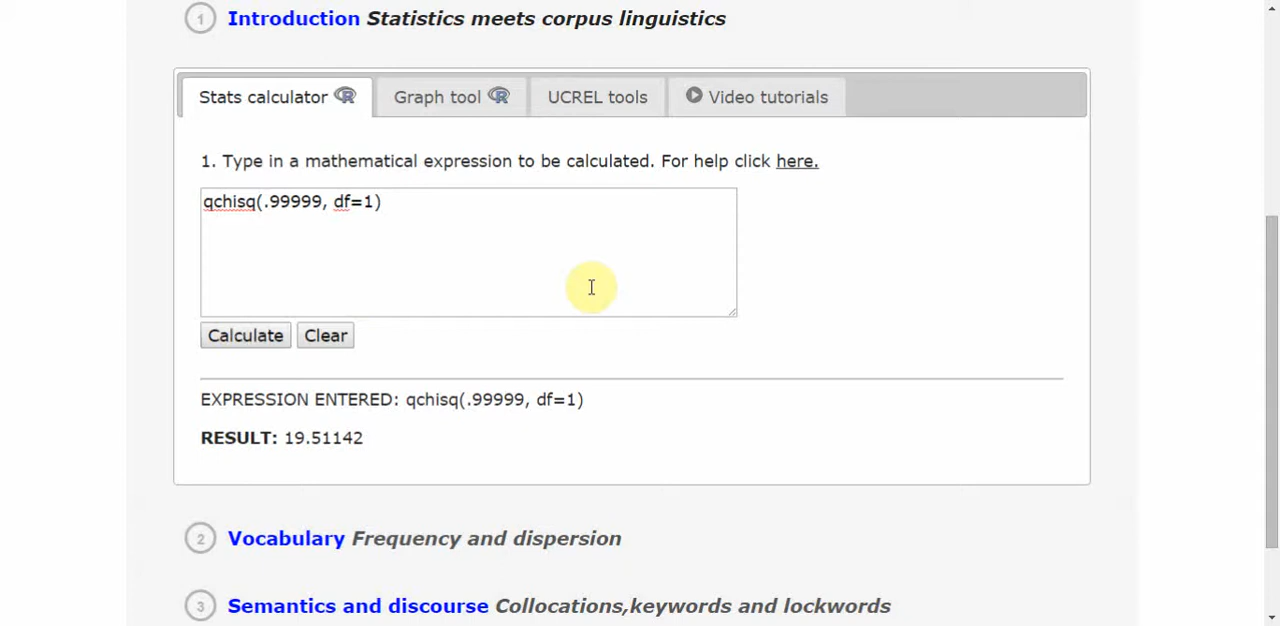 1 Introduction Statistics meets corpus linguistics
Stats calculator Graph tool UCREL tools Video tutorials
1. Type in a mathematical expression to be calculated. For help click here.
qchisq(.99999, df=1)
Calculate Clear
EXPRESSION ENTERED: qchisq(.99999, df=1)
RESULT: 19.51142
2 Vocabulary Frequency and dispersion
3 Semantics and discourse Collocations,keywords and lockwords